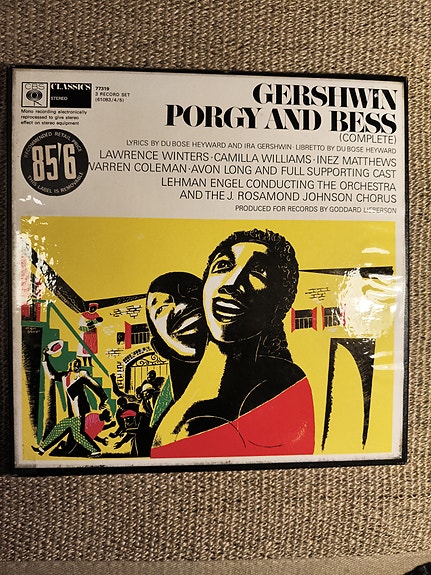 CBS
CLASSICS
STEREO
77319
3 RECORD SET
(61083/4/5)
Mono recording electronically
reprocessed to give stereo
effect on stereo equipment
RECOMMENDED RETAIL PRICE
85'6
THIS LABEL IS REMOVABLE
GERSHWIN
PORGY AND BESS
(COMPLETE)
LYRICS BY DU BOSE HEYWARD AND IRA GERSHWIN · LIBRETTO BY DU BOSE HEYWARD
LAWRENCE WINTERS · CAMILLA WILLIAMS · INEZ MATTHEWS
WARREN COLEMAN · AVON LONG AND FULL SUPPORTING CAST
LEHMAN ENGEL CONDUCTING THE ORCHESTRA
AND THE J. ROSAMOND JOHNSON CHORUS
PRODUCED FOR RECORDS BY GODDARD LIEBERSON